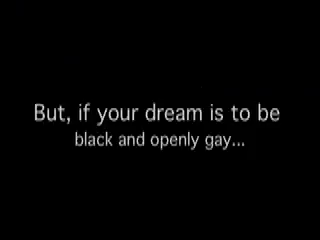 But, if your dream is to be
black and openly gay...